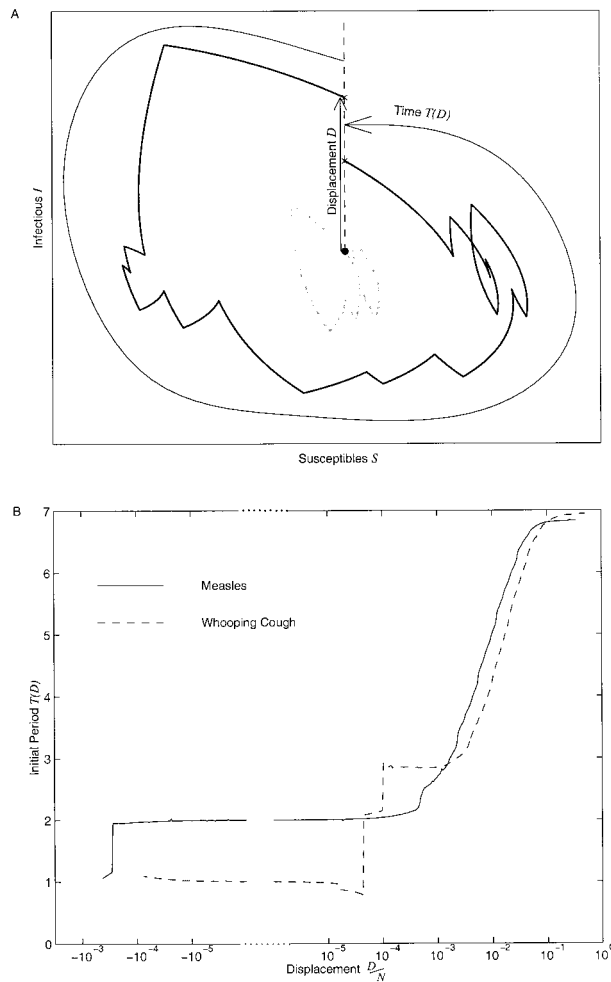 A
Infectious I
Displacement D
Time T(D)
Susceptibles S
B
7
6
5
4
3
2
1
0
Initial Period T(D)
Measles
Whooping Cough
-10⁻³
-10⁻⁴
-10⁻⁵
10⁻⁵
10⁻⁴
10⁻³
10⁻²
10⁻¹
10⁰
Displacement D/N